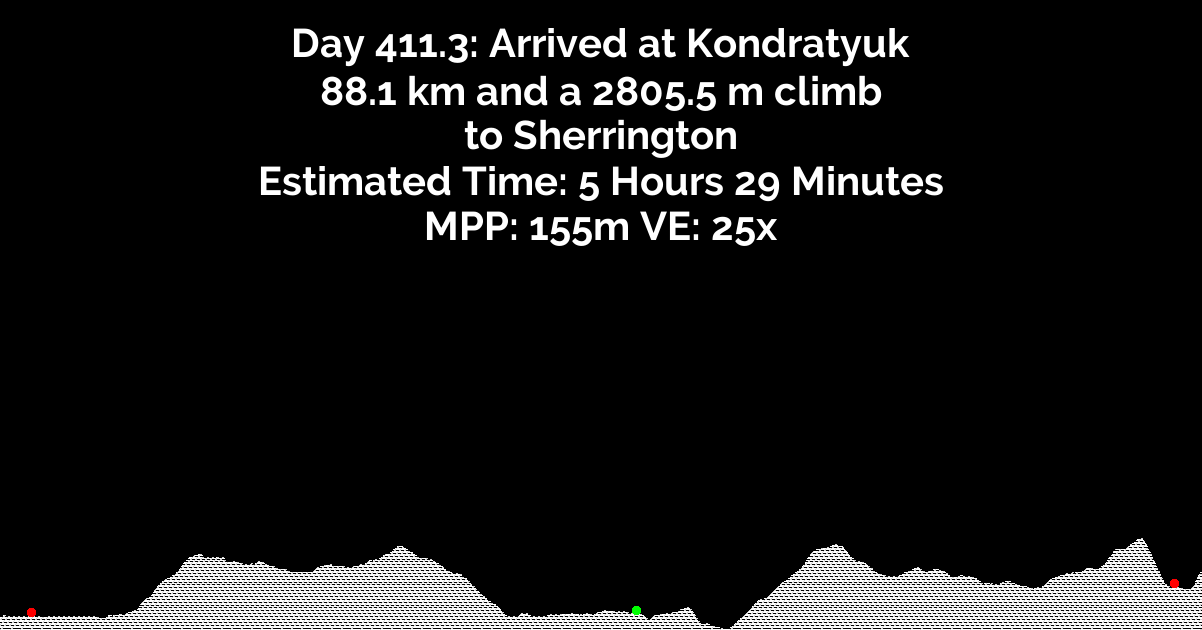 Day 411.3: Arrived at Kondratyuk
88.1 km and a 2805.5 m climb
to Sherrington
Estimated Time: 5 Hours 29 Minutes
MPP: 155m VE: 25x